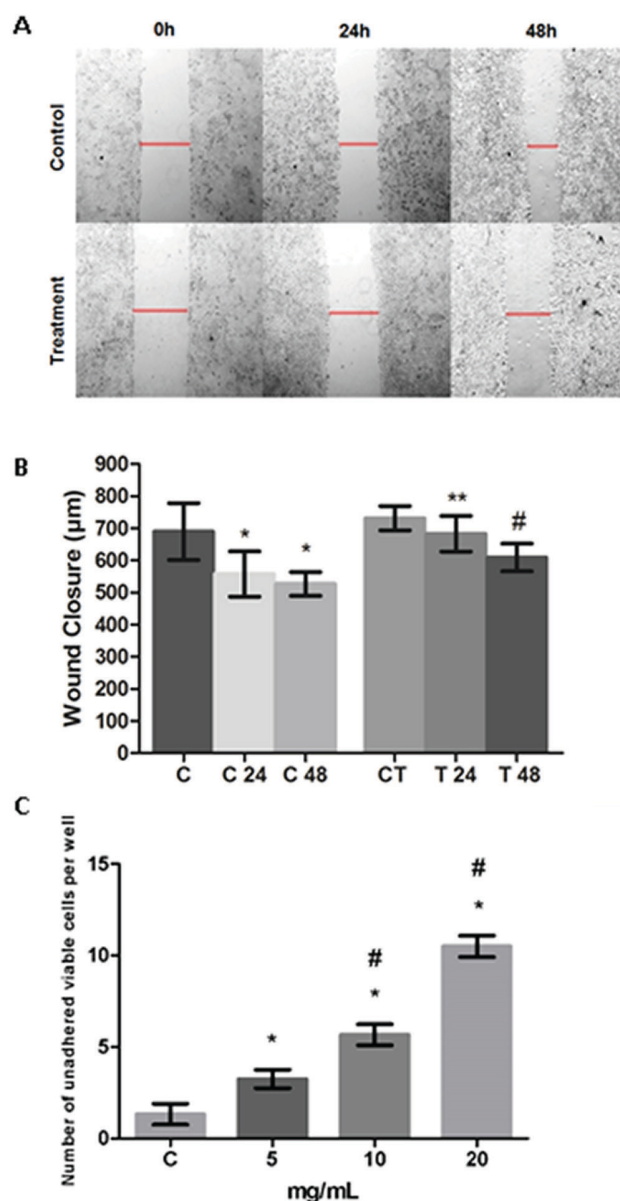 A
0h 24h 48h
Control
Treatment
B
Wound Closure (µm)
900
800
700
600
500
400
300
200
100
0
* * ** #
C C 24 C 48 CT T 24 T 48
C
Number of unadhered viable cells per well
15
10
5
0
#
# *
*
*
C 5 10 20
mg/mL